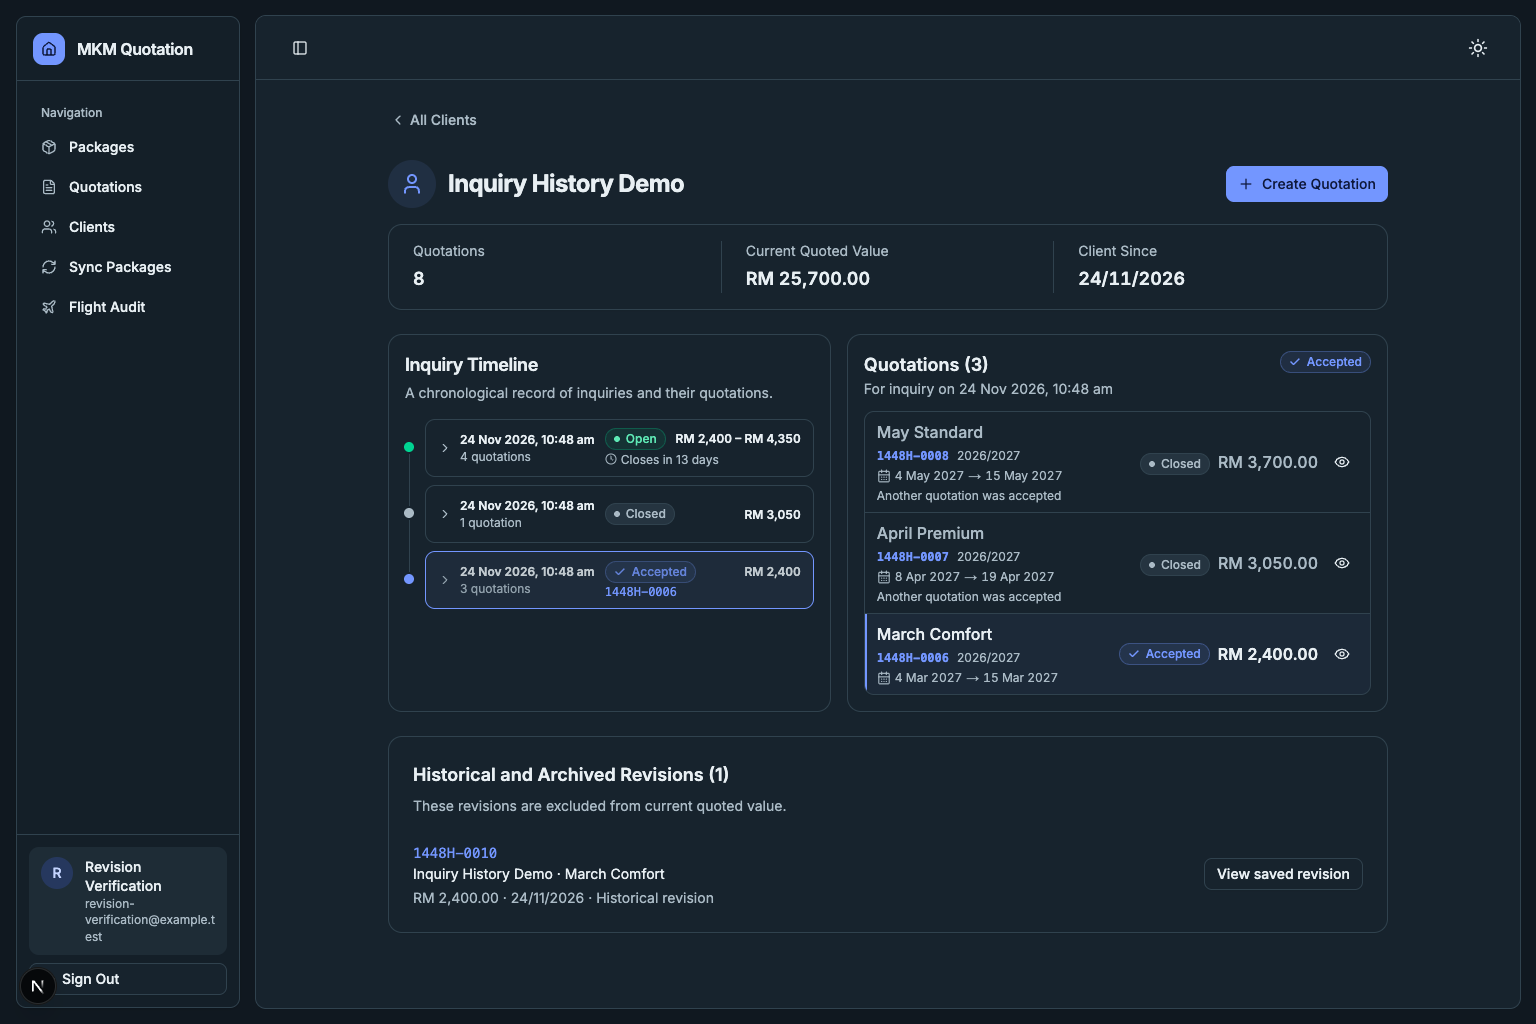 MKM Quotation
Navigation
Packages
Quotations
Clients
Sync Packages
Flight Audit
R
Revision
Verification
revision-
verification@example.t
est
Sign Out
N
All Clients
Inquiry History Demo
Create Quotation
Quotations
8
Current Quoted Value
RM 25,700.00
Client Since
24/11/2026
Inquiry Timeline
A chronological record of inquiries and their quotations.
24 Nov 2026, 10:48 am
4 quotations
Open
RM 2,400 – RM 4,350
Closes in 13 days
24 Nov 2026, 10:48 am
1 quotation
Closed
RM 3,050
24 Nov 2026, 10:48 am
3 quotations
Accepted
1448H-0006
RM 2,400
Quotations (3)
Accepted
For inquiry on 24 Nov 2026, 10:48 am
May Standard
1448H-0008 2026/2027
4 May 2027 → 15 May 2027
Another quotation was accepted
Closed
RM 3,700.00
April Premium
1448H-0007 2026/2027
8 Apr 2027 → 19 Apr 2027
Another quotation was accepted
Closed
RM 3,050.00
March Comfort
1448H-0006 2026/2027
4 Mar 2027 → 15 Mar 2027
Accepted
RM 2,400.00
Historical and Archived Revisions (1)
These revisions are excluded from current quoted value.
1448H-0010
Inquiry History Demo · March Comfort
RM 2,400.00 · 24/11/2026 · Historical revision
View saved revision